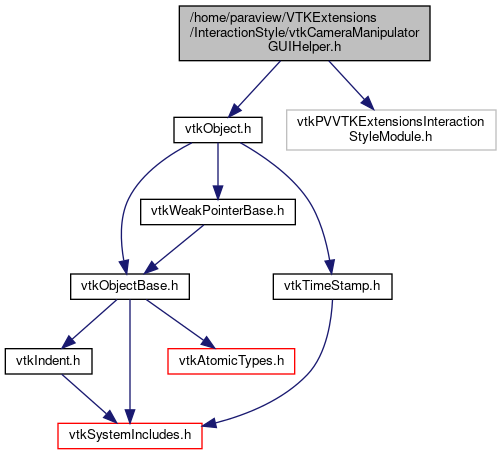 /home/paraview/VTKExtensions
/InteractionStyle/vtkCameraManipulator
GUIHelper.h
vtkObject.h
vtkPVVTKExtensionsInteraction
StyleModule.h
vtkWeakPointerBase.h
vtkObjectBase.h
vtkTimeStamp.h
vtkIndent.h
vtkAtomicTypes.h
vtkSystemIncludes.h